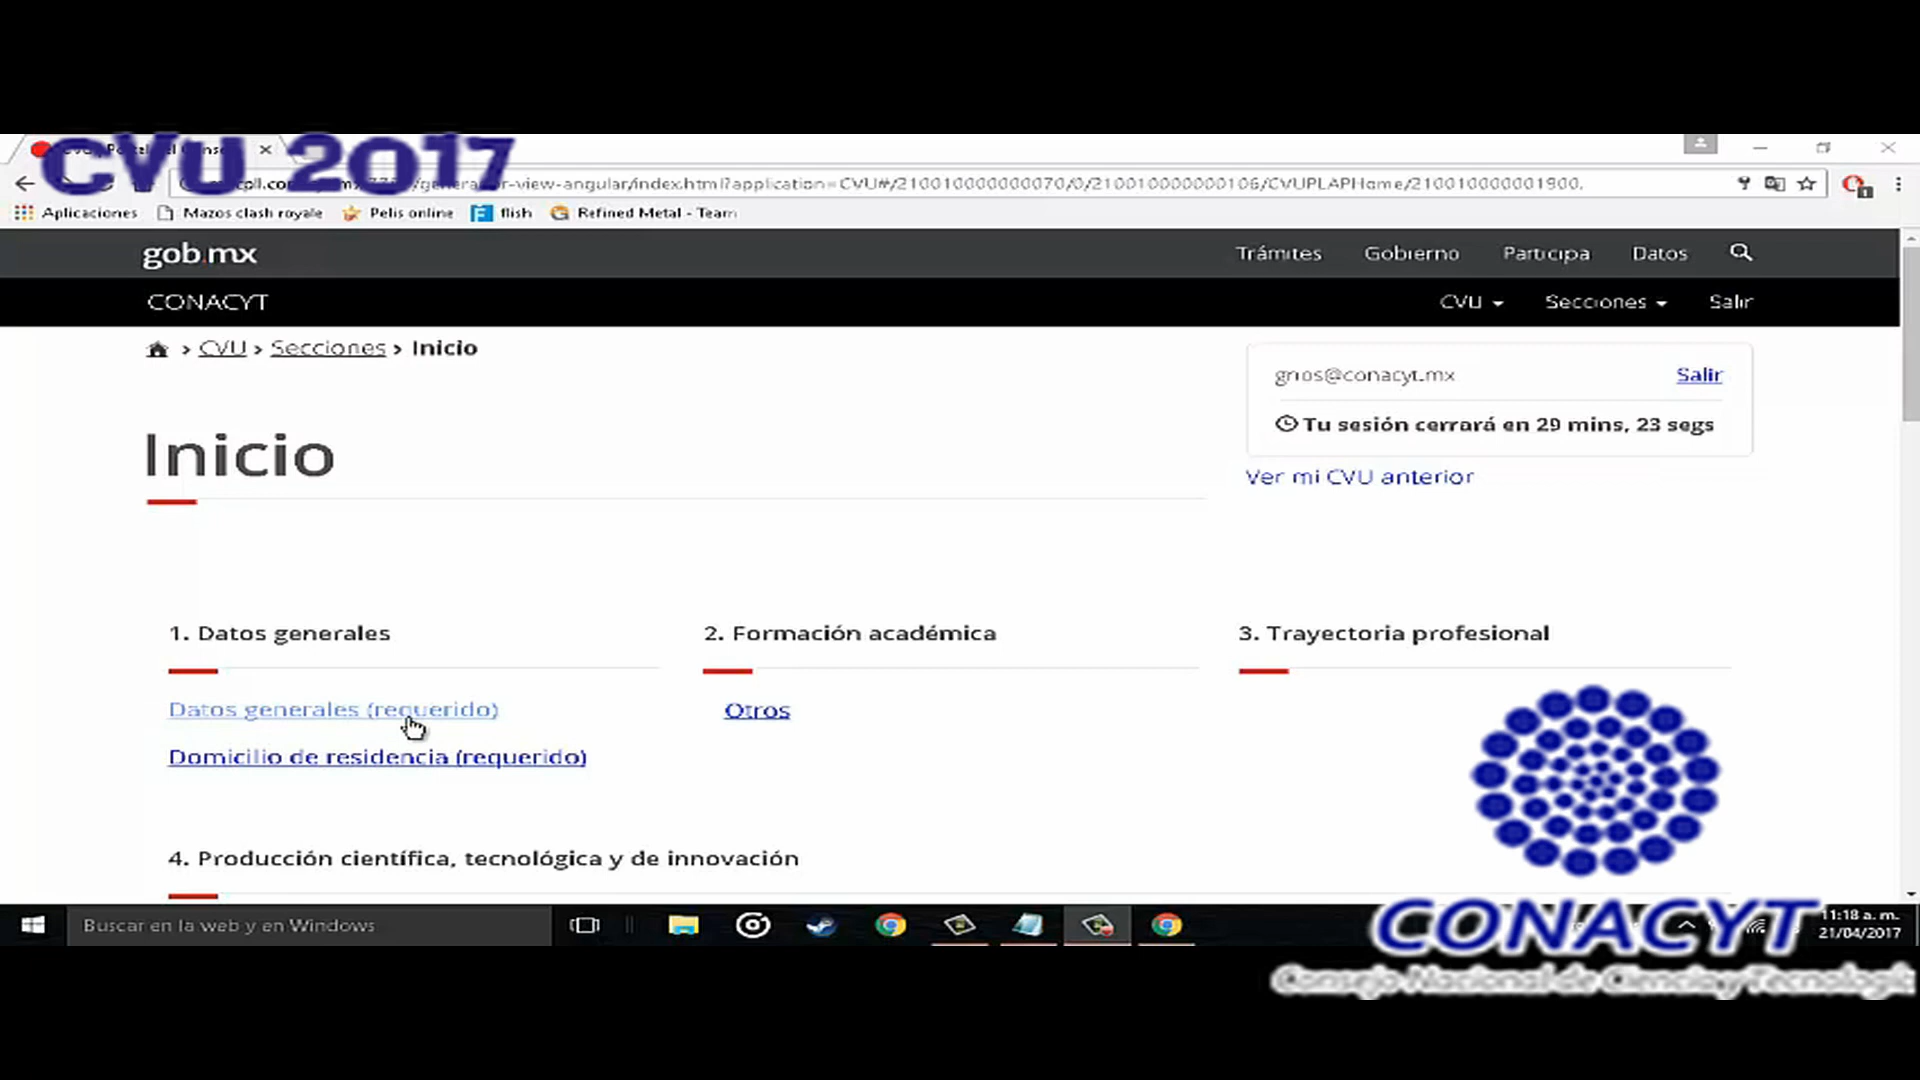 CVU 2017
/generador-view-angular/index.html?application=CVU#/210010000000070/0/210010000000106/CVUPLAPHome/210010000001900.
Aplicaciones Mazos clash royale Pelis online flish Refined Metal - Team
gob.mx Trámites Gobierno Participa Datos
CONACYT CVU Secciones Salir
> CVU > Secciones > Inicio
grios@conacyt.mx Salir
Tu sesión cerrará en 29 mins, 23 segs
Inicio
Ver mi CVU anterior
1. Datos generales 2. Formación académica 3. Trayectoria profesional
Datos generales (requerido) Otros
Domicilio de residencia (requerido)
4. Producción científica, tecnológica y de innovación
Buscar en la web y en Windows
11:18 a. m.
21/04/2017
CONACYT
Consejo Nacional de Ciencia y Tecnología